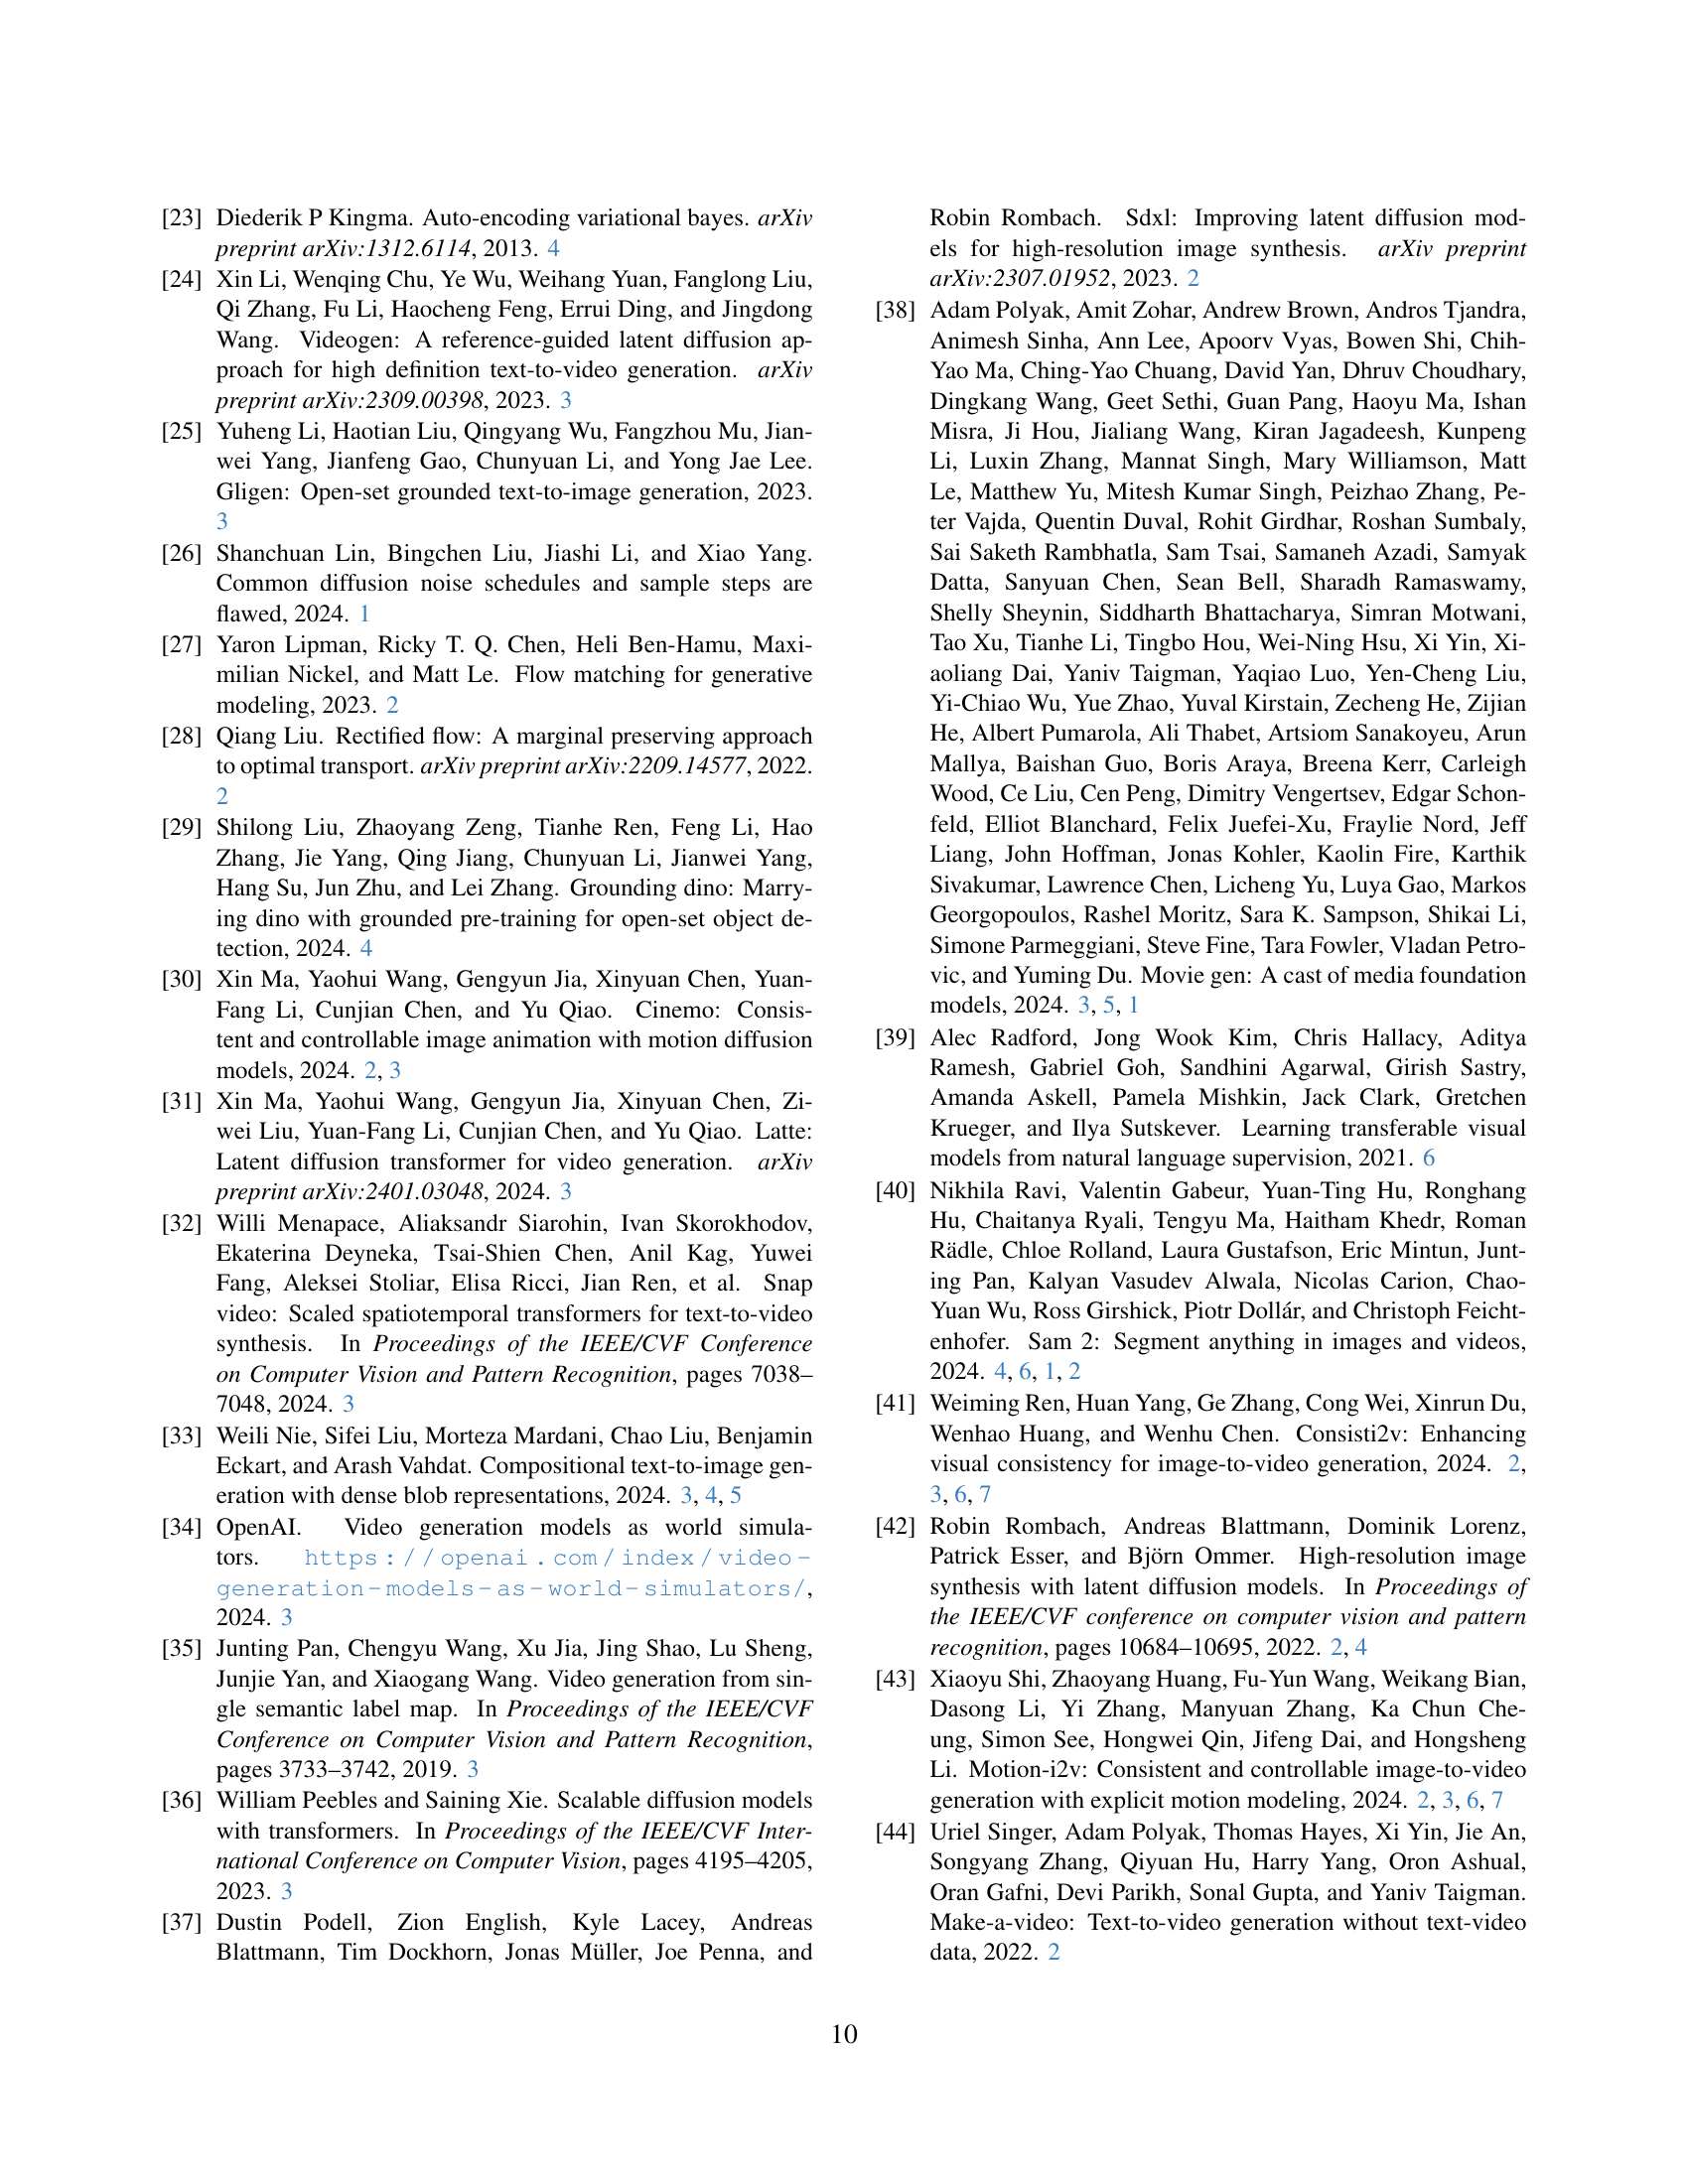 [23] Diederik P Kingma. Auto-encoding variational bayes. arXiv
preprint arXiv:1312.6114, 2013. 4
[24] Xin Li, Wenqing Chu, Ye Wu, Weihang Yuan, Fanglong Liu,
Qi Zhang, Fu Li, Haocheng Feng, Errui Ding, and Jingdong
Wang. Videogen: A reference-guided latent diffusion ap-
proach for high definition text-to-video generation. arXiv
preprint arXiv:2309.00398, 2023. 3
[25] Yuheng Li, Haotian Liu, Qingyang Wu, Fangzhou Mu, Jian-
wei Yang, Jianfeng Gao, Chunyuan Li, and Yong Jae Lee.
Gligen: Open-set grounded text-to-image generation, 2023.
3
[26] Shanchuan Lin, Bingchen Liu, Jiashi Li, and Xiao Yang.
Common diffusion noise schedules and sample steps are
flawed, 2024. 1
[27] Yaron Lipman, Ricky T. Q. Chen, Heli Ben-Hamu, Maxi-
milian Nickel, and Matt Le. Flow matching for generative
modeling, 2023. 2
[28] Qiang Liu. Rectified flow: A marginal preserving approach
to optimal transport. arXiv preprint arXiv:2209.14577, 2022.
2
[29] Shilong Liu, Zhaoyang Zeng, Tianhe Ren, Feng Li, Hao
Zhang, Jie Yang, Qing Jiang, Chunyuan Li, Jianwei Yang,
Hang Su, Jun Zhu, and Lei Zhang. Grounding dino: Marry-
ing dino with grounded pre-training for open-set object de-
tection, 2024. 4
[30] Xin Ma, Yaohui Wang, Gengyun Jia, Xinyuan Chen, Yuan-
Fang Li, Cunjian Chen, and Yu Qiao. Cinemo: Consis-
tent and controllable image animation with motion diffusion
models, 2024. 2, 3
[31] Xin Ma, Yaohui Wang, Gengyun Jia, Xinyuan Chen, Zi-
wei Liu, Yuan-Fang Li, Cunjian Chen, and Yu Qiao. Latte:
Latent diffusion transformer for video generation. arXiv
preprint arXiv:2401.03048, 2024. 3
[32] Willi Menapace, Aliaksandr Siarohin, Ivan Skorokhodov,
Ekaterina Deyneka, Tsai-Shien Chen, Anil Kag, Yuwei
Fang, Aleksei Stoliar, Elisa Ricci, Jian Ren, et al. Snap
video: Scaled spatiotemporal transformers for text-to-video
synthesis. In Proceedings of the IEEE/CVF Conference
on Computer Vision and Pattern Recognition, pages 7038–
7048, 2024. 3
[33] Weili Nie, Sifei Liu, Morteza Mardani, Chao Liu, Benjamin
Eckart, and Arash Vahdat. Compositional text-to-image gen-
eration with dense blob representations, 2024. 3, 4, 5
[34] OpenAI. Video generation models as world simula-
tors. https://openai.com/index/video-
generation-models-as-world-simulators/,
2024. 3
[35] Junting Pan, Chengyu Wang, Xu Jia, Jing Shao, Lu Sheng,
Junjie Yan, and Xiaogang Wang. Video generation from sin-
gle semantic label map. In Proceedings of the IEEE/CVF
Conference on Computer Vision and Pattern Recognition,
pages 3733–3742, 2019. 3
[36] William Peebles and Saining Xie. Scalable diffusion models
with transformers. In Proceedings of the IEEE/CVF Inter-
national Conference on Computer Vision, pages 4195–4205,
2023. 3
[37] Dustin Podell, Zion English, Kyle Lacey, Andreas
Blattmann, Tim Dockhorn, Jonas Müller, Joe Penna, and
Robin Rombach. Sdxl: Improving latent diffusion mod-
els for high-resolution image synthesis. arXiv preprint
arXiv:2307.01952, 2023. 2
[38] Adam Polyak, Amit Zohar, Andrew Brown, Andros Tjandra,
Animesh Sinha, Ann Lee, Apoorv Vyas, Bowen Shi, Chih-
Yao Ma, Ching-Yao Chuang, David Yan, Dhruv Choudhary,
Dingkang Wang, Geet Sethi, Guan Pang, Haoyu Ma, Ishan
Misra, Ji Hou, Jialiang Wang, Kiran Jagadeesh, Kunpeng
Li, Luxin Zhang, Mannat Singh, Mary Williamson, Matt
Le, Matthew Yu, Mitesh Kumar Singh, Peizhao Zhang, Pe-
ter Vajda, Quentin Duval, Rohit Girdhar, Roshan Sumbaly,
Sai Saketh Rambhatla, Sam Tsai, Samaneh Azadi, Samyak
Datta, Sanyuan Chen, Sean Bell, Sharadh Ramaswamy,
Shelly Sheynin, Siddharth Bhattacharya, Simran Motwani,
Tao Xu, Tianhe Li, Tingbo Hou, Wei-Ning Hsu, Xi Yin, Xi-
aoliang Dai, Yaniv Taigman, Yaqiao Luo, Yen-Cheng Liu,
Yi-Chiao Wu, Yue Zhao, Yuval Kirstain, Zecheng He, Zijian
He, Albert Pumarola, Ali Thabet, Artsiom Sanakoyeu, Arun
Mallya, Baishan Guo, Boris Araya, Breena Kerr, Carleigh
Wood, Ce Liu, Cen Peng, Dimitry Vengertsev, Edgar Schon-
feld, Elliot Blanchard, Felix Juefei-Xu, Fraylie Nord, Jeff
Liang, John Hoffman, Jonas Kohler, Kaolin Fire, Karthik
Sivakumar, Lawrence Chen, Licheng Yu, Luya Gao, Markos
Georgopoulos, Rashel Moritz, Sara K. Sampson, Shikai Li,
Simone Parmeggiani, Steve Fine, Tara Fowler, Vladan Petro-
vic, and Yuming Du. Movie gen: A cast of media foundation
models, 2024. 3, 5, 1
[39] Alec Radford, Jong Wook Kim, Chris Hallacy, Aditya
Ramesh, Gabriel Goh, Sandhini Agarwal, Girish Sastry,
Amanda Askell, Pamela Mishkin, Jack Clark, Gretchen
Krueger, and Ilya Sutskever. Learning transferable visual
models from natural language supervision, 2021. 6
[40] Nikhila Ravi, Valentin Gabeur, Yuan-Ting Hu, Ronghang
Hu, Chaitanya Ryali, Tengyu Ma, Haitham Khedr, Roman
Rädle, Chloe Rolland, Laura Gustafson, Eric Mintun, Junt-
ing Pan, Kalyan Vasudev Alwala, Nicolas Carion, Chao-
Yuan Wu, Ross Girshick, Piotr Dollár, and Christoph Feicht-
enhofer. Sam 2: Segment anything in images and videos,
2024. 4, 6, 1, 2
[41] Weiming Ren, Huan Yang, Ge Zhang, Cong Wei, Xinrun Du,
Wenhao Huang, and Wenhu Chen. Consisti2v: Enhancing
visual consistency for image-to-video generation, 2024. 2,
3, 6, 7
[42] Robin Rombach, Andreas Blattmann, Dominik Lorenz,
Patrick Esser, and Björn Ommer. High-resolution image
synthesis with latent diffusion models. In Proceedings of
the IEEE/CVF conference on computer vision and pattern
recognition, pages 10684–10695, 2022. 2, 4
[43] Xiaoyu Shi, Zhaoyang Huang, Fu-Yun Wang, Weikang Bian,
Dasong Li, Yi Zhang, Manyuan Zhang, Ka Chun Che-
ung, Simon See, Hongwei Qin, Jifeng Dai, and Hongsheng
Li. Motion-i2v: Consistent and controllable image-to-video
generation with explicit motion modeling, 2024. 2, 3, 6, 7
[44] Uriel Singer, Adam Polyak, Thomas Hayes, Xi Yin, Jie An,
Songyang Zhang, Qiyuan Hu, Harry Yang, Oron Ashual,
Oran Gafni, Devi Parikh, Sonal Gupta, and Yaniv Taigman.
Make-a-video: Text-to-video generation without text-video
data, 2022. 2
10